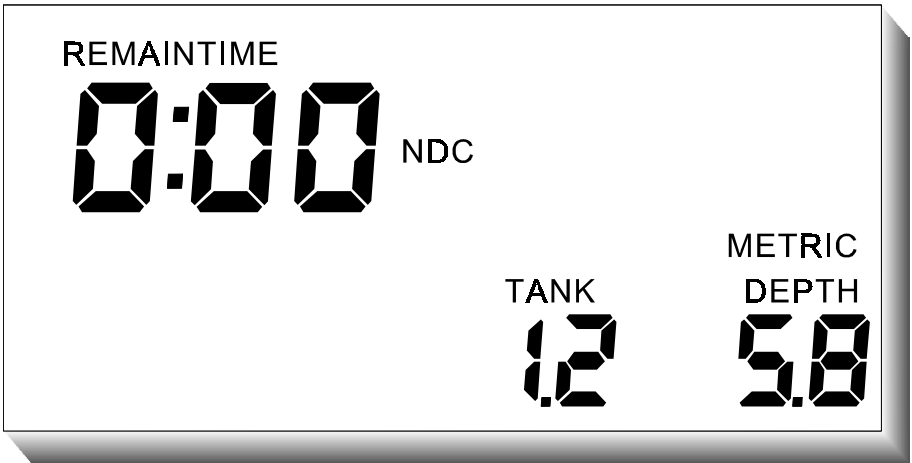 REMAINTIME
0:00 NDC
METRIC
TANK DEPTH
1.2 5.8